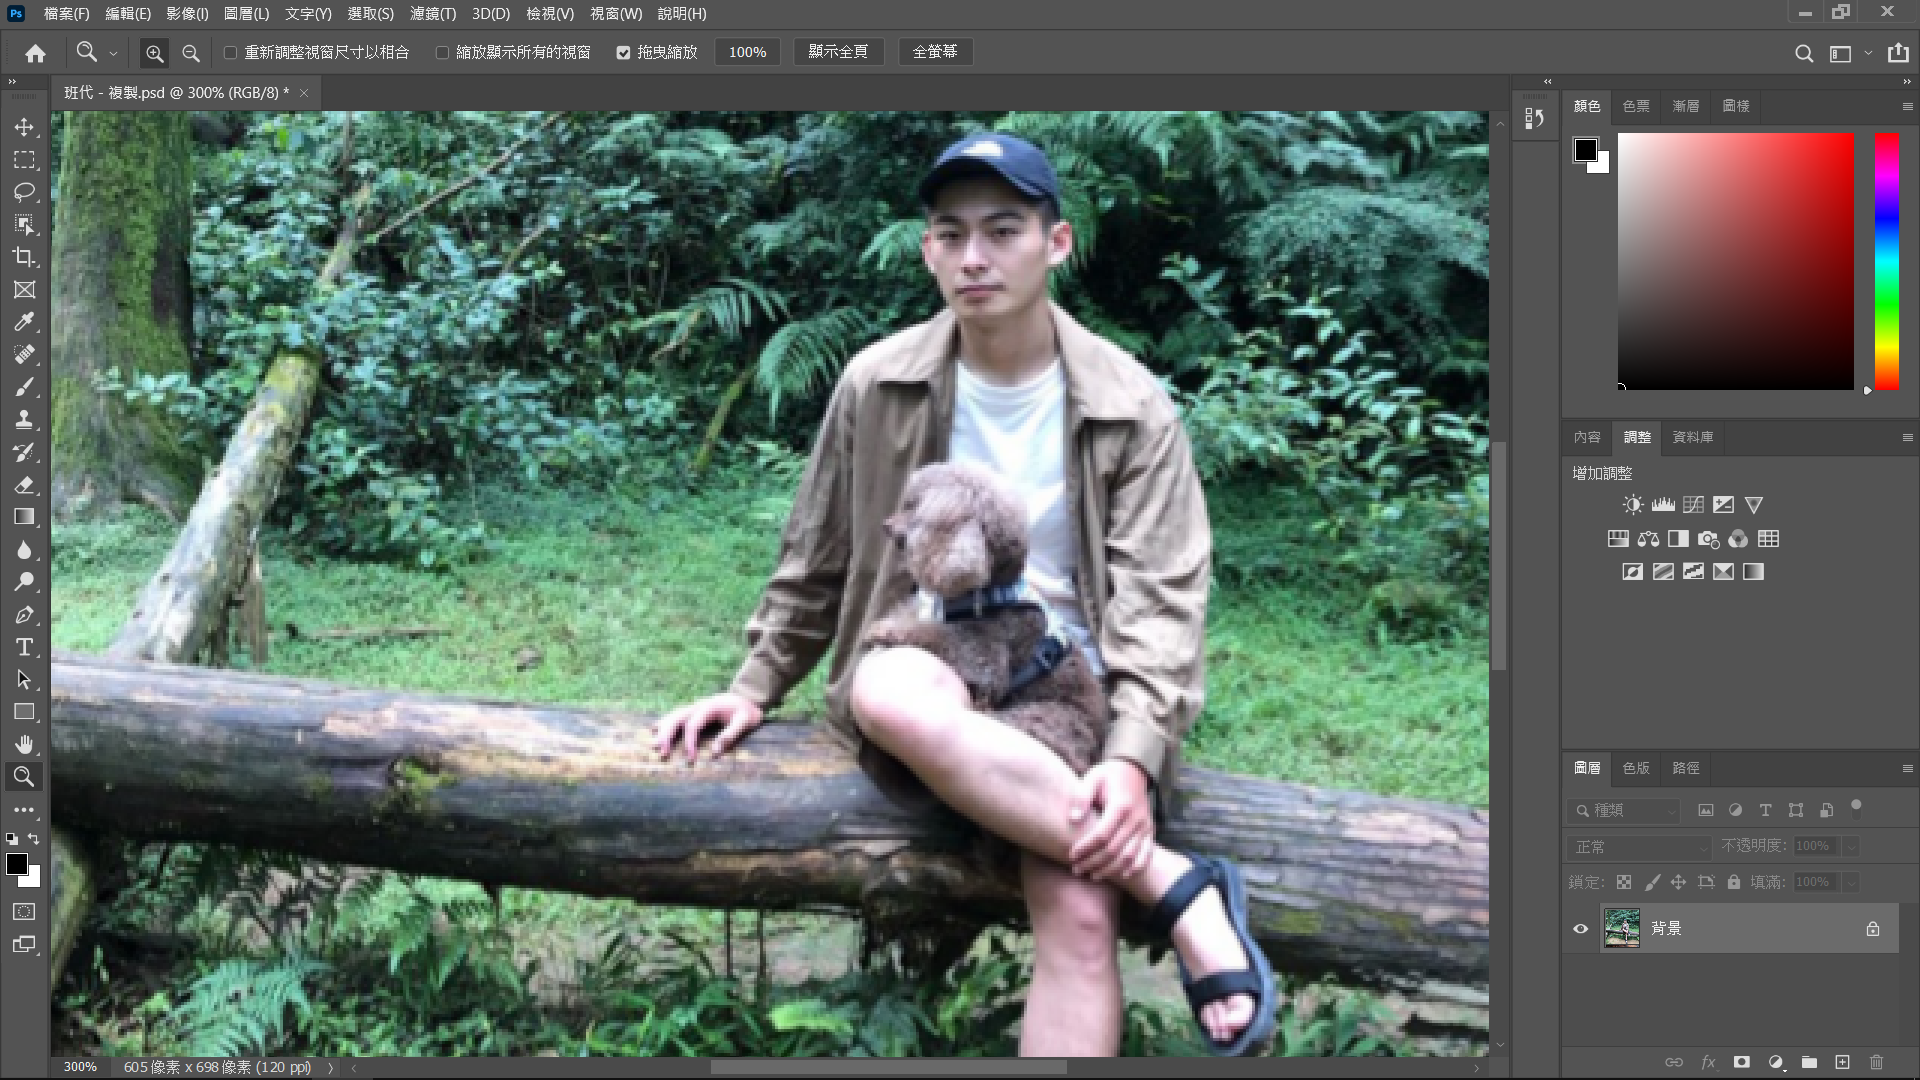 Ps 檔案(F) 編輯(E) 影像(I) 圖層(L) 文字(Y) 選取(S) 濾鏡(T) 3D(D) 檢視(V) 視窗(W) 說明(H)
重新調整視窗尺寸以相合 縮放顯示所有的視窗 拖曳縮放 100% 顯示全頁 全螢幕
班代 - 複製.psd @ 300% (RGB/8) *
顏色 色票 漸層 圖樣
內容 調整 資料庫
增加調整
圖層 色版 路徑
種類
正常 不透明度: 100%
鎖定: 填滿: 100%
背景
fx
300% 605 像素 x 698 像素 (120 ppi)